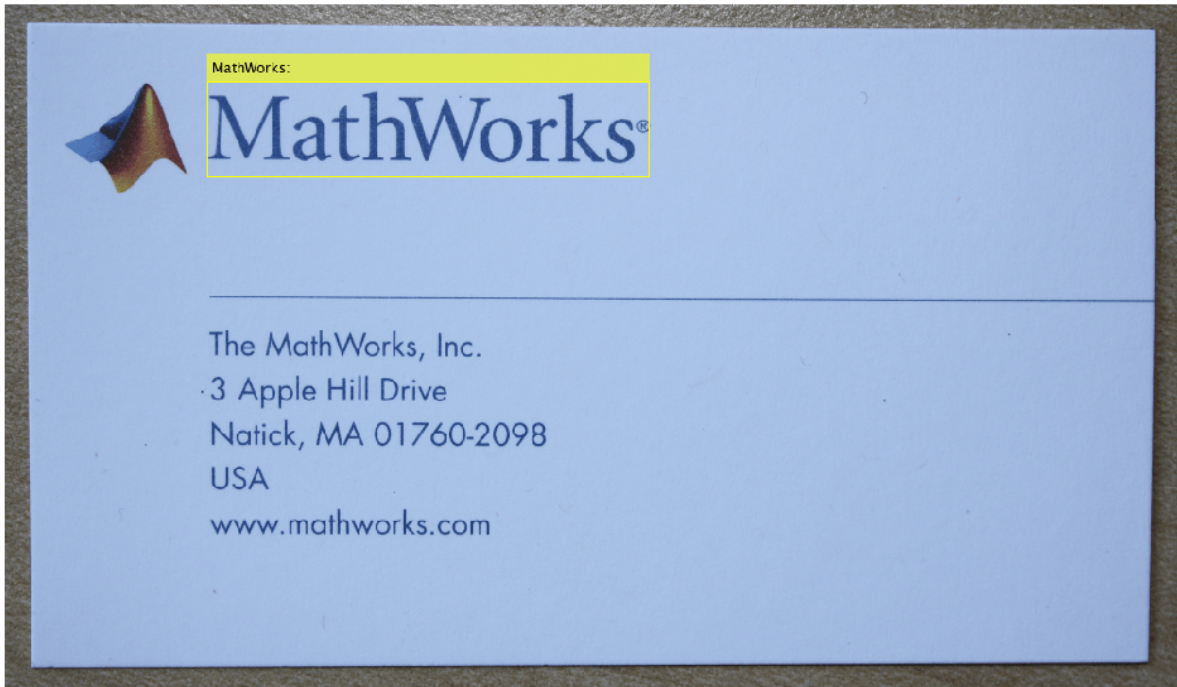 MathWorks:
MathWorks®
The MathWorks, Inc.
3 Apple Hill Drive
Natick, MA 01760-2098
USA
www.mathworks.com